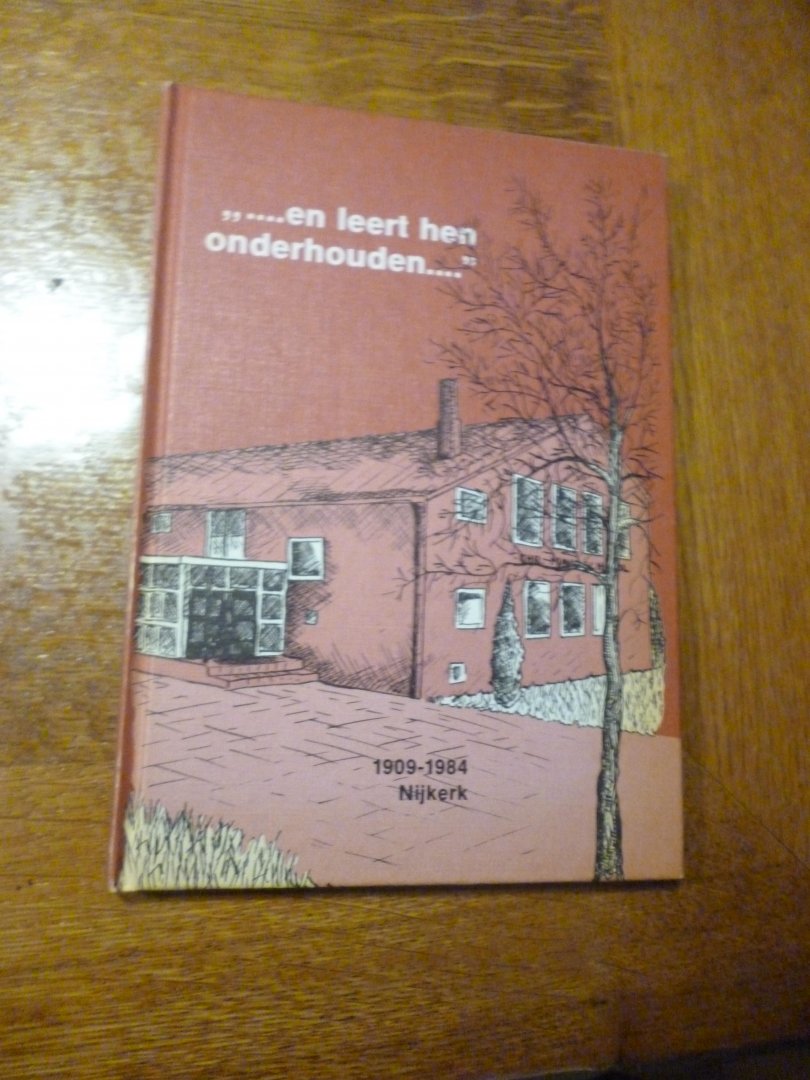 „....en leert hen
onderhouden....”
1909-1984
Nijkerk